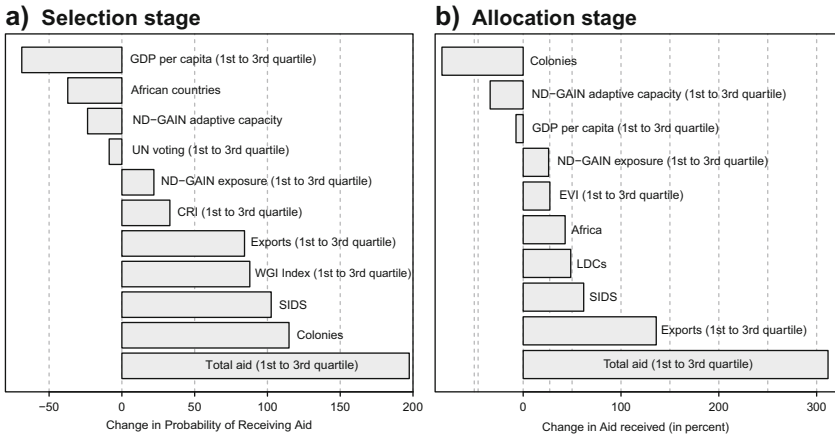 a) Selection stage
GDP per capita (1st to 3rd quartile)
African countries
ND−GAIN adaptive capacity
UN voting (1st to 3rd quartile)
ND−GAIN exposure (1st to 3rd quartile)
CRI (1st to 3rd quartile)
Exports (1st to 3rd quartile)
WGI Index (1st to 3rd quartile)
SIDS
Colonies
Total aid (1st to 3rd quartile)
−50 0 50 100 150 200
Change in Probability of Receiving Aid
b) Allocation stage
Colonies
ND−GAIN adaptive capacity (1st to 3rd quartile)
GDP per capita (1st to 3rd quartile)
ND−GAIN exposure (1st to 3rd quartile)
EVI (1st to 3rd quartile)
Africa
LDCs
SIDS
Exports (1st to 3rd quartile)
Total aid (1st to 3rd quartile)
0 100 200 300
Change in Aid received (in percent)